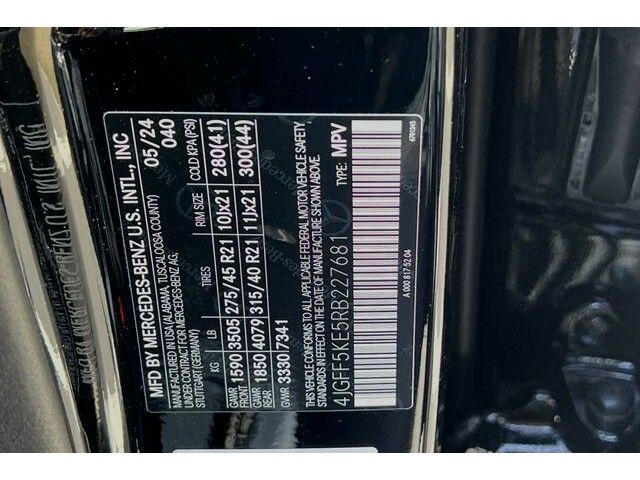 MFG BY MERCEDES-BENZ U.S. INTL., INC
MANUFACTURED IN USA (ALABAMA, TUSCALOOSA COUNTY)
UNDER CONTRACT FOR MERCEDES-BENZ AG,
STUTTGART (GERMANY)
05/24
040
KG LB TIRES RIM SIZE COLD KPA (PSI)
GAWR FRONT 1590 3505 275/45 R21 10Jx21 280(41)
GAWR REAR 1850 4079 315/40 R21 11Jx21 300(44)
GVWR 3330 7341
THIS VEHICLE CONFORMS TO ALL APPLICABLE FEDERAL MOTOR VEHICLE SAFETY
STANDARDS IN EFFECT ON THE DATE OF MANUFACTURE SHOWN ABOVE.
4JGFF5KE5RB227681 TYPE: MPV
A 000 817 52 04